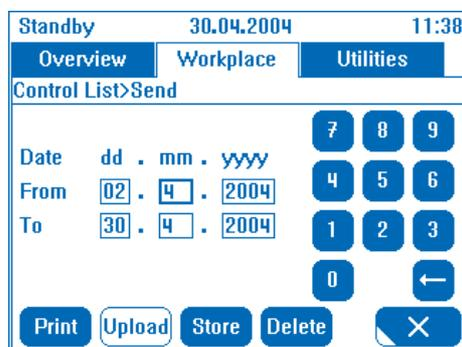 Standby 30.04.2004 11:38
Overview Workplace Utilities
Control List>Send
7 8 9
Date dd . mm . yyyy
4 5 6
From 02 . 4 . 2004
To 30 . 4 . 2004
1 2 3
0 ←
Print Upload Store Delete X